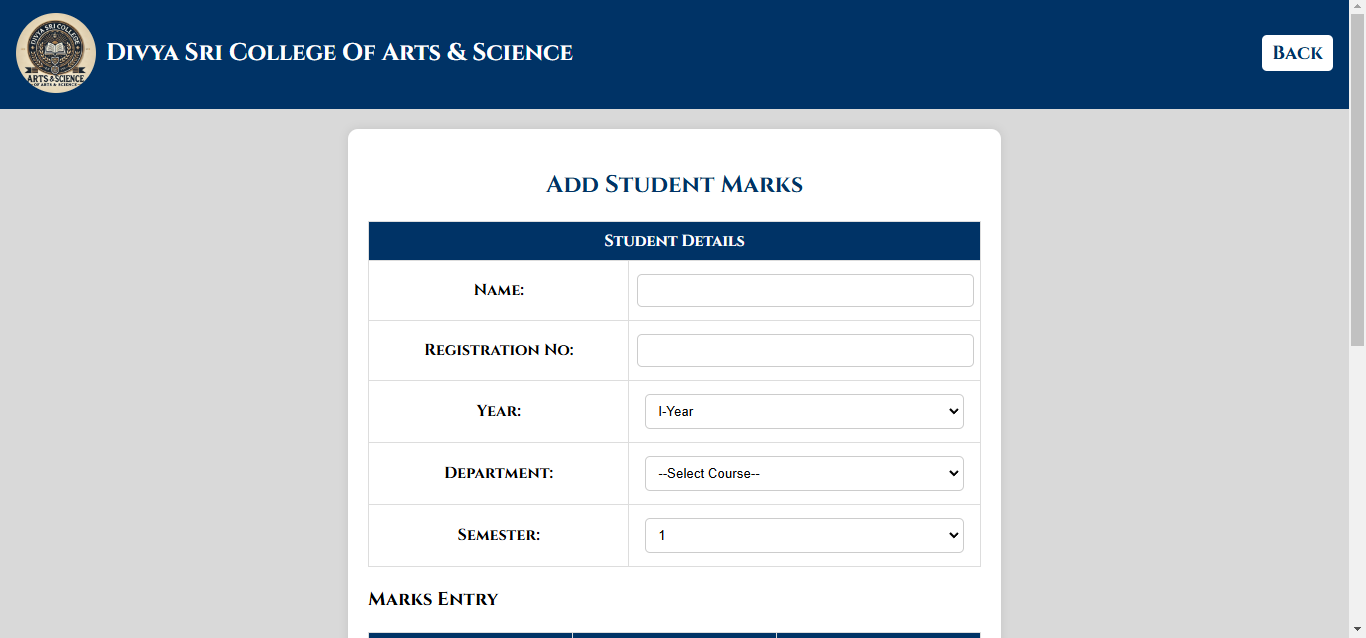 DIVYA SRI COLLEGE
ARTS & SCIENCE
OF ARTS & SCIENCE
Divya Sri College Of Arts & Science
Back
Add Student Marks
Student Details
Name:
Registration No:
Year:
I-Year
Department:
--Select Course--
Semester:
1
Marks Entry